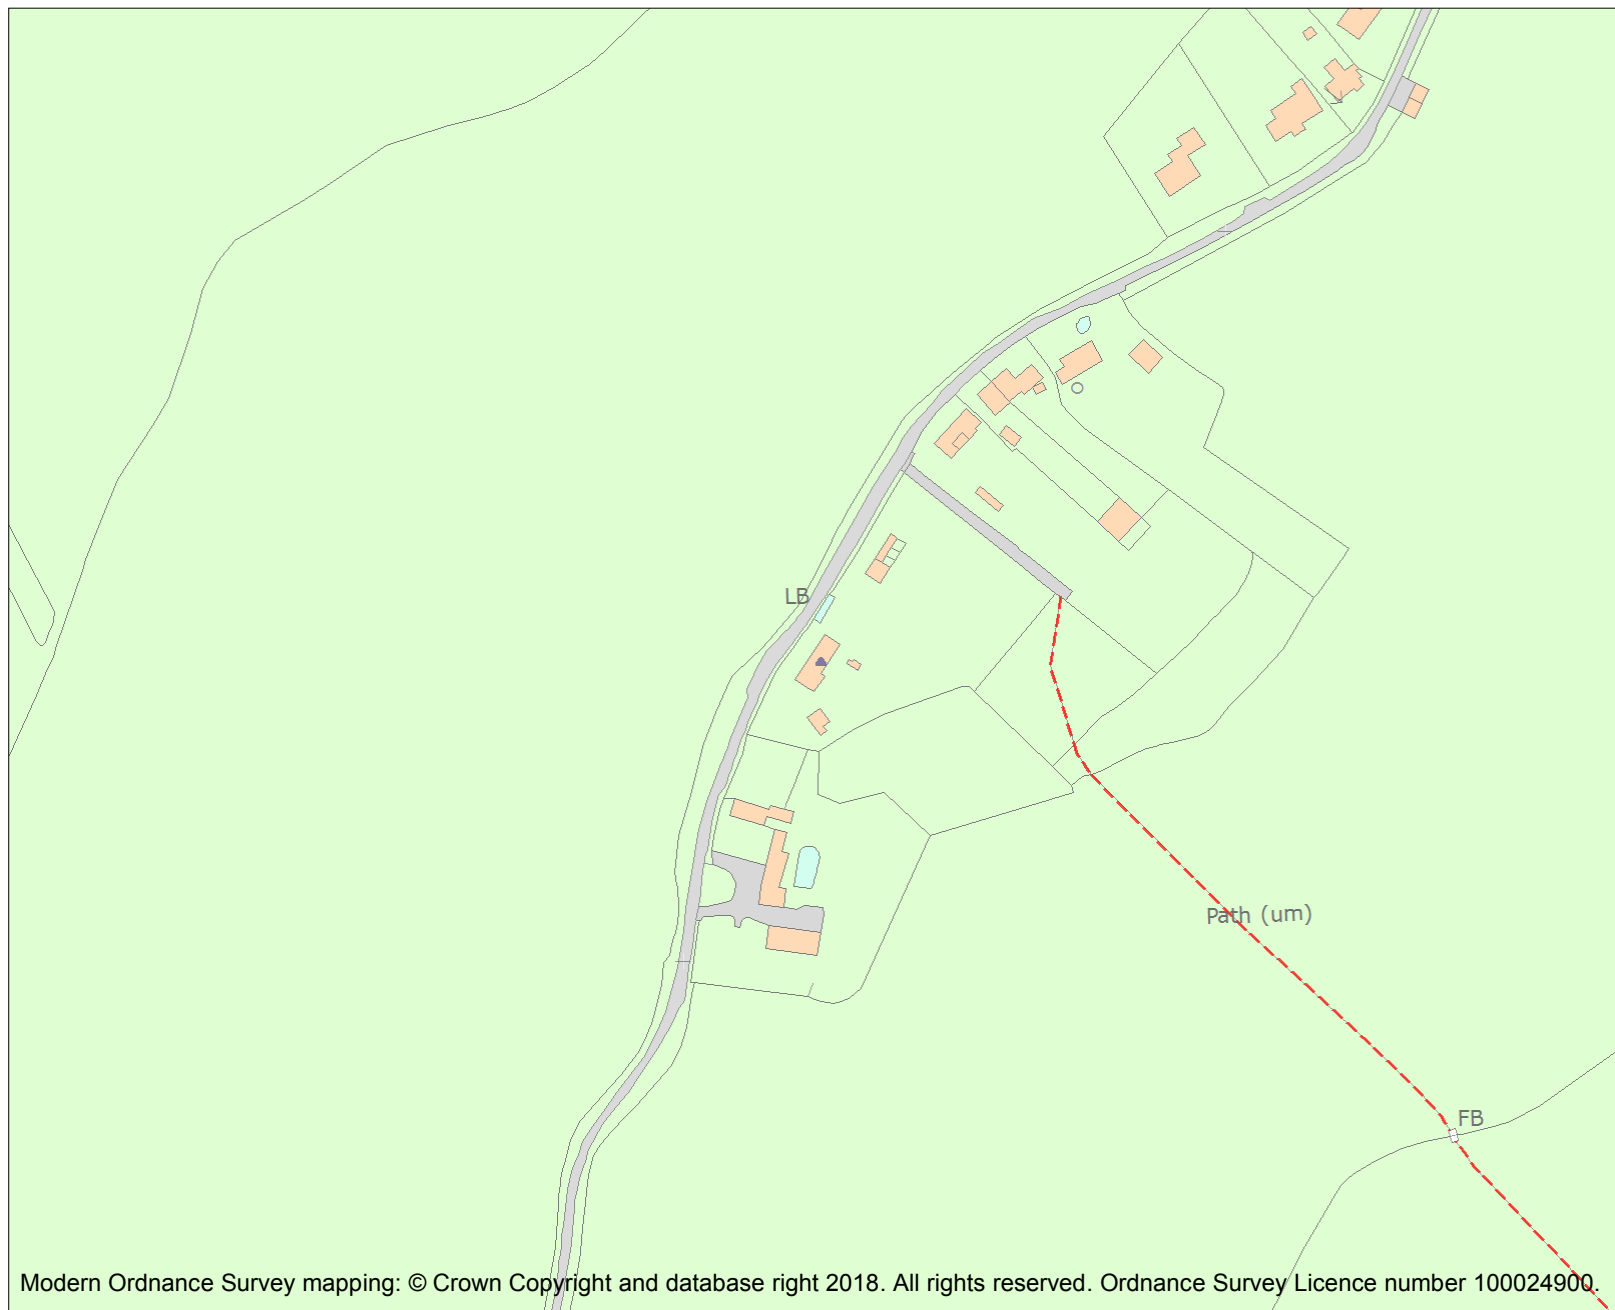 LB
Path (um)
FB
Modern Ordnance Survey mapping: © Crown Copyright and database right 2018. All rights reserved. Ordnance Survey Licence number 100024900.